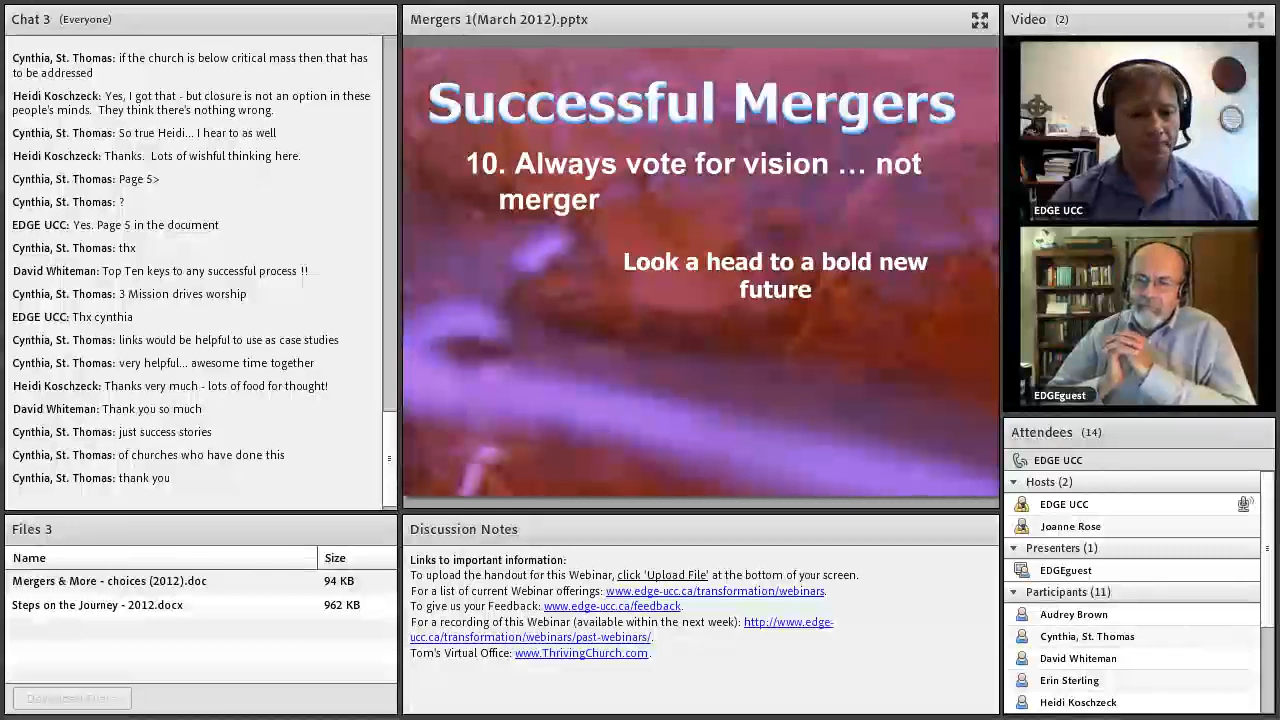 Chat 3 (Everyone)
Cynthia, St. Thomas: if the church is below critical mass then that has
to be addressed
Heidi Koschzeck: Yes, I got that - but closure is not an option in these
people's minds. They think there's nothing wrong.
Cynthia, St. Thomas: So true Heidi... I hear to as well
Heidi Koschzeck: Thanks. Lots of wishful thinking here.
Cynthia, St. Thomas: Page 5>
Cynthia, St. Thomas: ?
EDGE UCC: Yes. Page 5 in the document
Cynthia, St. Thomas: thx
David Whiteman: Top Ten keys to any successful process !!
Cynthia, St. Thomas: 3 Mission drives worship
EDGE UCC: Thx cynthia
Cynthia, St. Thomas: links would be helpful to use as case studies
Cynthia, St. Thomas: very helpful... awesome time together
Heidi Koschzeck: Thanks very much - lots of food for thought!
David Whiteman: Thank you so much
Cynthia, St. Thomas: just success stories
Cynthia, St. Thomas: of churches who have done this
Cynthia, St. Thomas: thank you
Files 3
Name Size
Mergers & More - choices (2012).doc 94 KB
Steps on the Journey - 2012.docx 962 KB
Mergers 1(March 2012).pptx
Successful Mergers
10. Always vote for vision … not
merger
Look a head to a bold new
future
Discussion Notes
Links to important information:
To upload the handout for this Webinar, click 'Upload File' at the bottom of your screen.
For a list of current Webinar offerings: www.edge-ucc.ca/transformation/webinars.
To give us your Feedback: www.edge-ucc.ca/feedback.
For a recording of this Webinar (available within the next week): http://www.edge-
ucc.ca/transformation/webinars/past-webinars/.
Tom's Virtual Office: www.ThrivingChurch.com.
Video (2)
EDGE UCC
EDGEguest
Attendees (14)
EDGE UCC
Hosts (2)
EDGE UCC
Joanne Rose
Presenters (1)
EDGEguest
Participants (11)
Audrey Brown
Cynthia, St. Thomas
David Whiteman
Erin Sterling
Heidi Koschzeck